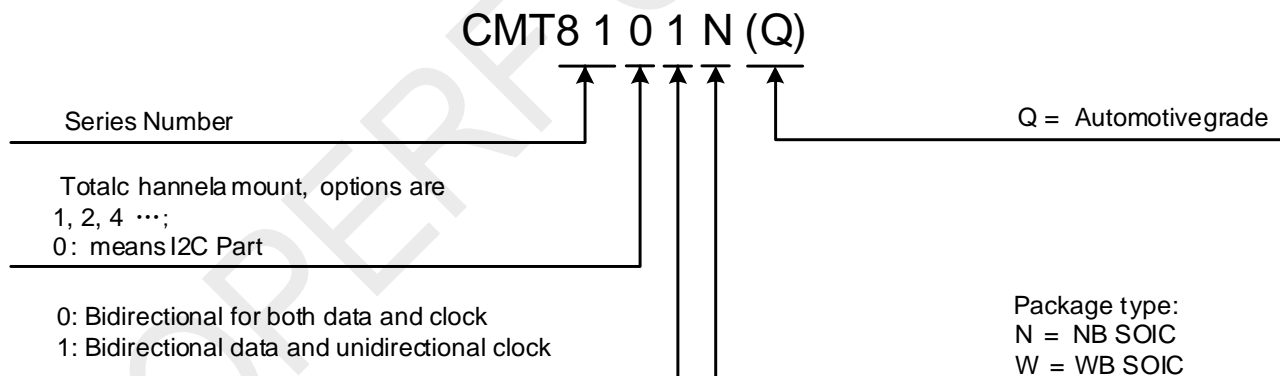 CMT8 1 0 1 N (Q)
Series Number
Q = Automotivegrade
Totalc hannela mount, options are
1, 2, 4 ⋯;
0: means I2C Part
0: Bidirectional for both data and clock
1: Bidirectional data and unidirectional clock
Package type:
N = NB SOIC
W = WB SOIC
OPERF